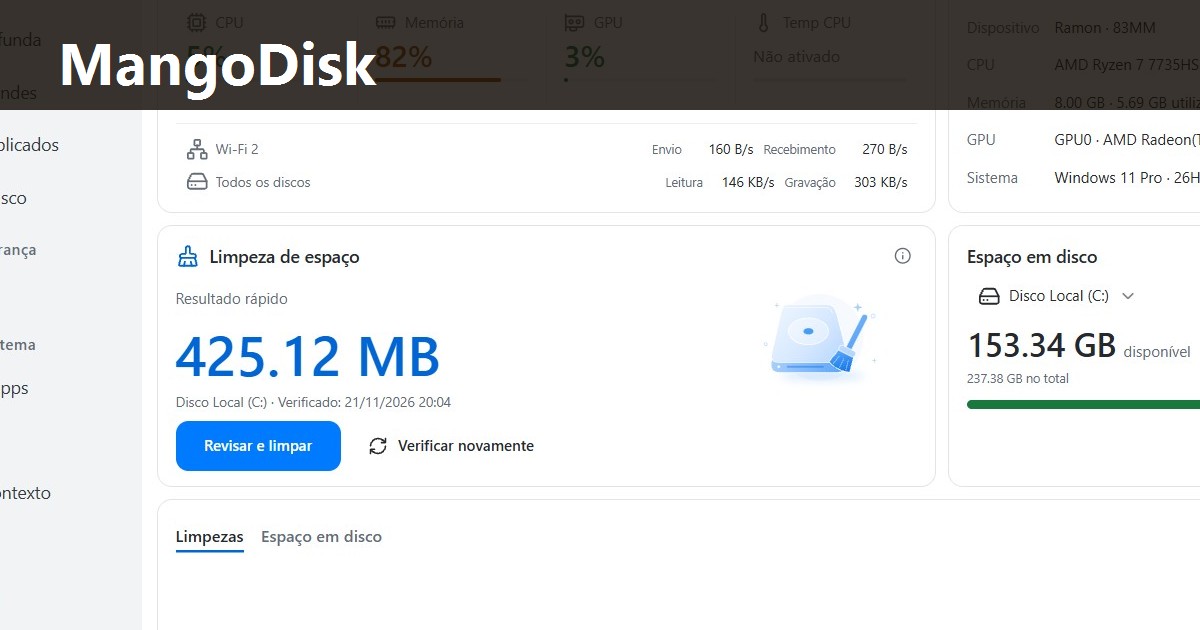 MangoDisk
CPU
Memória
82%
GPU
3%
Temp CPU
Não ativado
Dispositivo Ramon · 83MM
CPU AMD Ryzen 7 7735HS
Memória 8.00 GB · 5.69 GB utiliz
GPU GPU0 · AMD Radeon(T
Sistema Windows 11 Pro · 26H
funda
ndes
plicados
sco
rança
tema
pps
ontexto
Wi-Fi 2 Envio 160 B/s Recebimento 270 B/s
Todos os discos Leitura 146 KB/s Gravação 303 KB/s
Limpeza de espaço
Resultado rápido
425.12 MB
Disco Local (C:) · Verificado: 21/11/2026 20:04
Revisar e limpar Verificar novamente
Espaço em disco
Disco Local (C:)
153.34 GB disponível
237.38 GB no total
Limpezas Espaço em disco